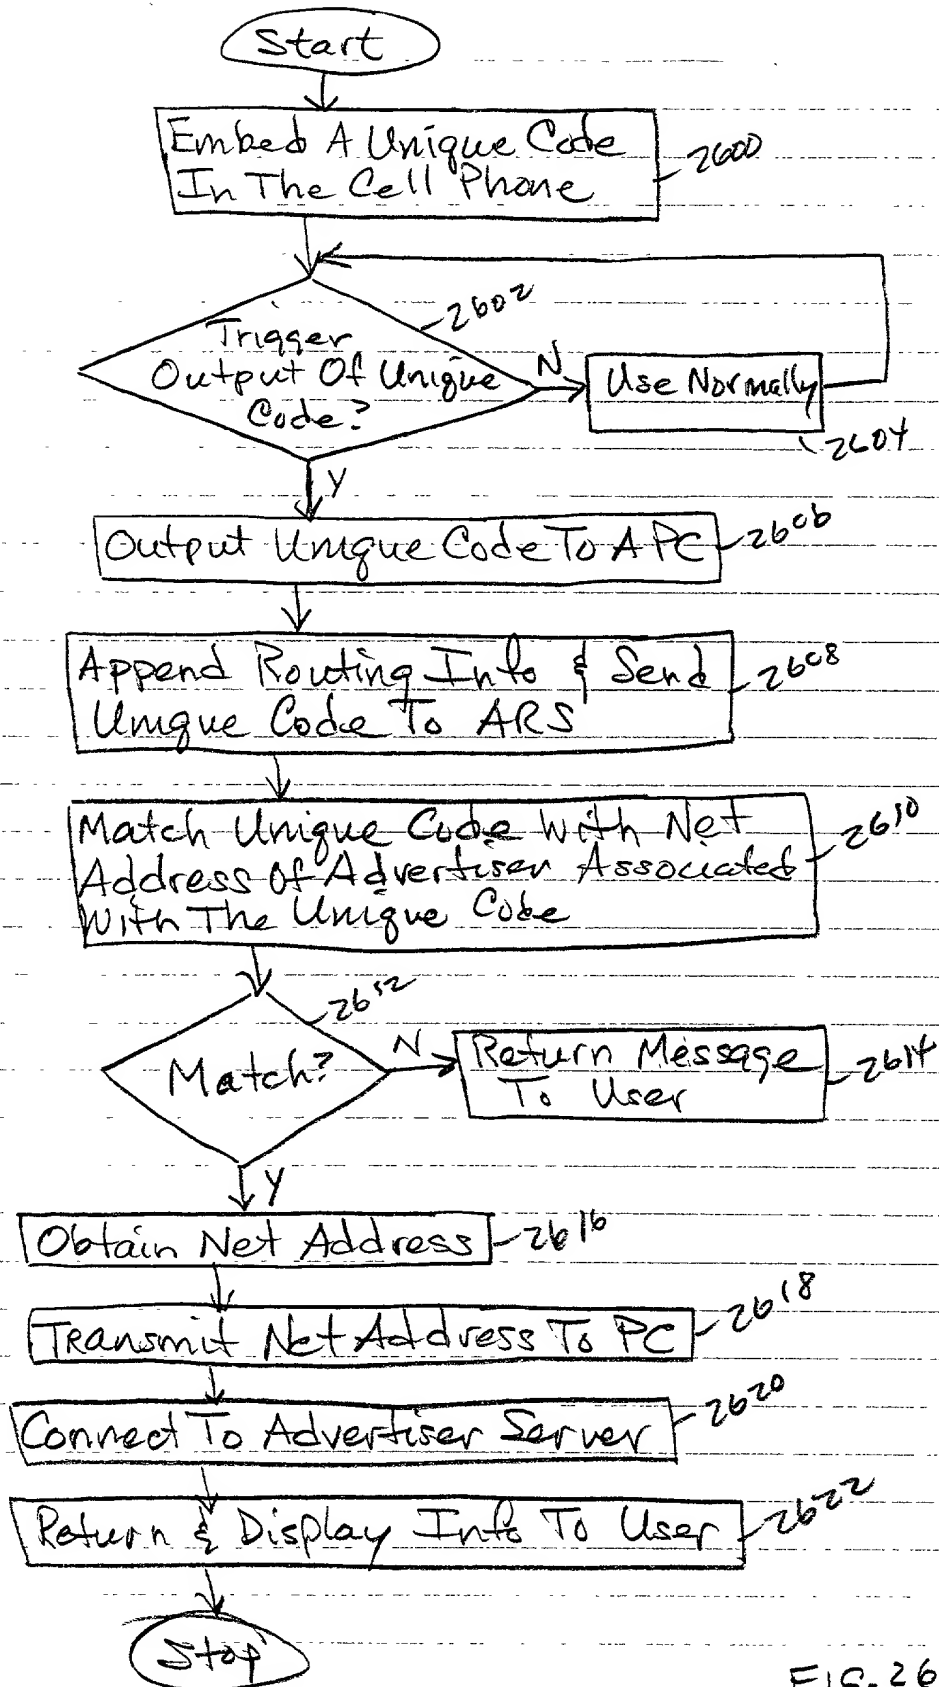 Start
Embed A Unique Code
In The Cell Phone
2600
2602
Trigger
Output Of Unique
Code?
N
Use Normally
2604
Y
Output Unique Code To A PC
2606
Append Routing Info & Send
Unique Code To ARS
2608
Match Unique Code With Net
Address Of Advertiser Associated
With The Unique Code
2610
2612
Match?
N
Return Message
To User
2614
Y
Obtain Net Address
2616
Transmit Net Address To PC
2618
Connect To Advertiser Server
2620
Return & Display Info To User
2622
Stop
FIG. 26